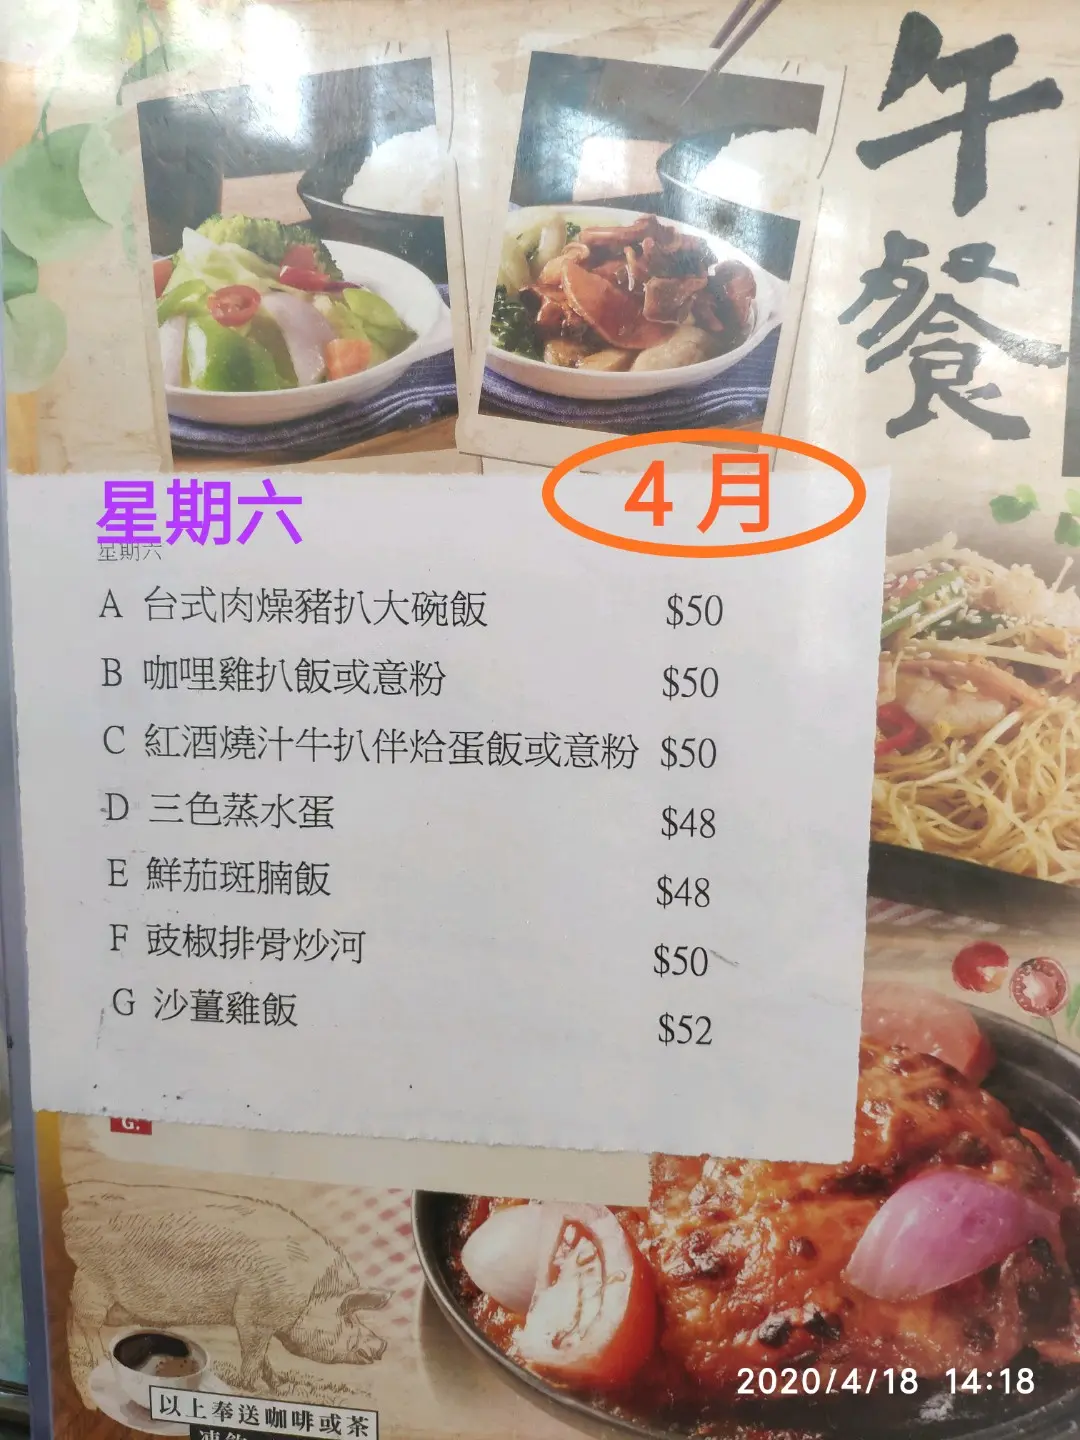 午餐
4月
星期六
星期六
A 台式肉燥豬扒大碗飯 $50
B 咖哩雞扒飯或意粉 $50
C 紅酒燒汁牛扒伴烚蛋飯或意粉 $50
D 三色蒸水蛋 $48
E 鮮茄斑腩飯 $48
F 豉椒排骨炒河 $50
G 沙薑雞飯 $52
G.
以上奉送咖啡或茶
凍飲
2020/4/18 14:18